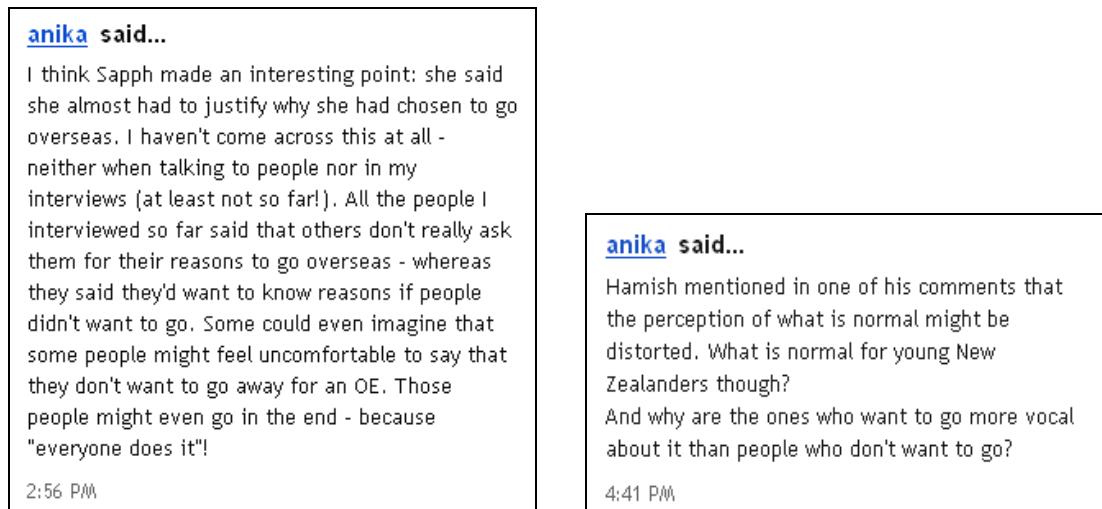 anika said...
I think Sapph made an interesting point: she said
she almost had to justify why she had chosen to go
overseas. I haven't come across this at all -
neither when talking to people nor in my
interviews (at least not so far!). All the people I
interviewed so far said that others don't really ask
them for their reasons to go overseas - whereas
they said they'd want to know reasons if people
didn't want to go. Some could even imagine that
some people might feel uncomfortable to say that
they don't want to go away for an OE. Those
people might even go in the end - because
"everyone does it"!
2:56 PM
anika said...
Hamish mentioned in one of his comments that
the perception of what is normal might be
distorted. What is normal for young New
Zealanders though?
And why are the ones who want to go more vocal
about it than people who don't want to go?
4:41 PM